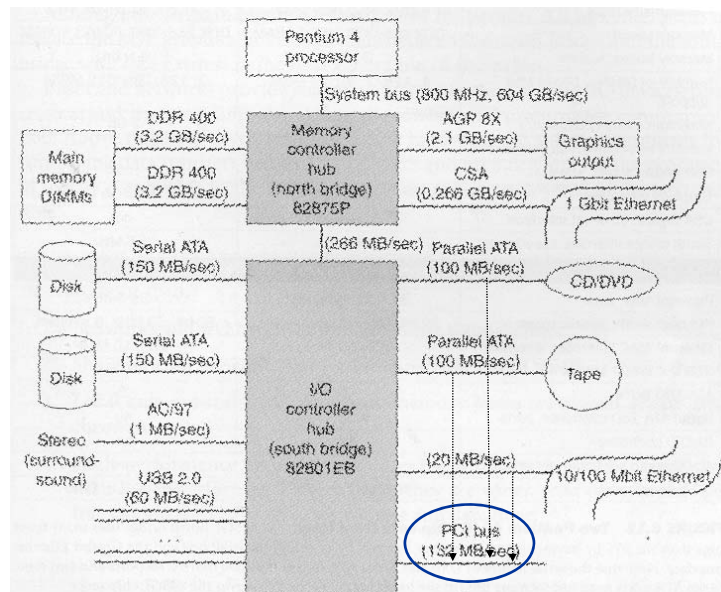 Pentium 4
processor
System bus (800 MHz, 604 GB/sec)
DDR 400
(3.2 GB/sec)
AGP 8X
(2.1 GB/sec)
Main
memory
DIMMs
Memory
controller
hub
(north bridge)
82875P
Graphics
output
DDR 400
(3.2 GB/sec)
CSA
(0.266 GB/sec)
1 Gbit Ethernet
(266 MB/sec)
Serial ATA
(150 MB/sec)
Parallel ATA
(100 MB/sec)
Disk
CD/DVD
Serial ATA
(150 MB/sec)
Parallel ATA
(100 MB/sec)
Disk
Tape
I/O
controller
hub
(south bridge)
82801EB
AC/97
(1 MB/sec)
Stereo
(surround-
sound)
(20 MB/sec)
10/100 Mbit Ethernet
USB 2.0
(60 MB/sec)
. . .
PCI bus
(132 MB/sec)